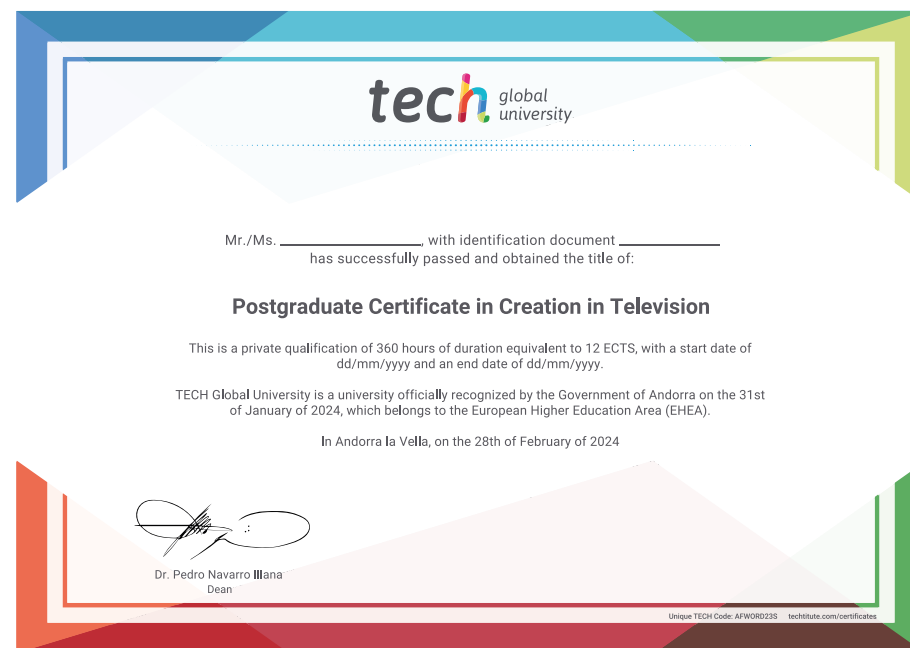 tech global university
Mr./Ms. ____________, with identification document ____________
has successfully passed and obtained the title of:
Postgraduate Certificate in Creation in Television
This is a private qualification of 360 hours of duration equivalent to 12 ECTS, with a start date of
dd/mm/yyyy and an end date of dd/mm/yyyy.
TECH Global University is a university officially recognized by the Government of Andorra on the 31st
of January of 2024, which belongs to the European Higher Education Area (EHEA).
In Andorra la Vella, on the 28th of February of 2024
Dr. Pedro Navarro Illana
Dean
Unique TECH Code: AFWORD23S techtitute.com/certificates